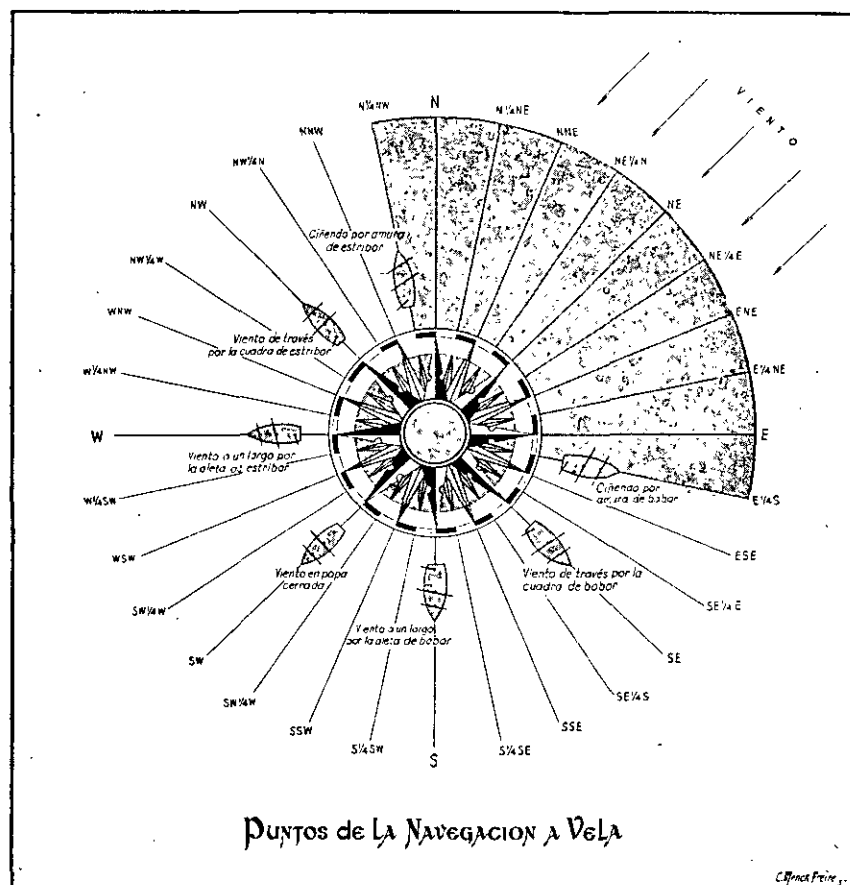 VIENTO
N
N¼NE
NNE
NE¼N
NE
NE¼E
ENE
E¼NE
E
E¼S
ESE
SE¼E
SE
SE¼S
SSE
S¼SE
S
S¼SW
SSW
SW¼W
SW
SW¼W
WSW
W¼SW
W
W¼NW
WNW
NW¼W
NW
NW¼N
NNW
N¼NW
Ciñendo por amura
de estribor
Viento de través
por la cuadra de estribor
Viento a un largo por
la aleta de estribor
Viento en popa
cerrada
Viento a un largo
por la aleta de babor
Viento de través por la
cuadra de babor
Ciñendo por
amura de babor
PUNTOS de LA NAVEGACION A VELA